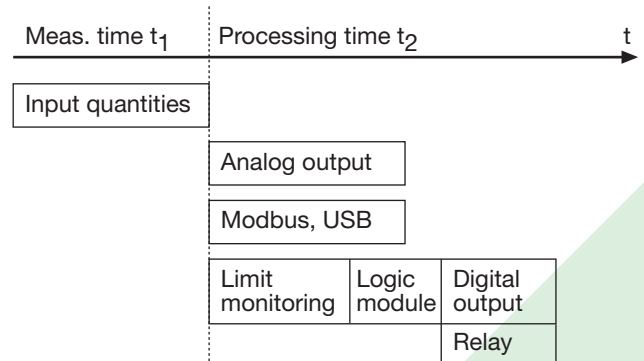 Meas. time t₁ Processing time t₂ t
Input quantities
Analog output
Modbus, USB
Limit Logic Digital
monitoring module output
Relay